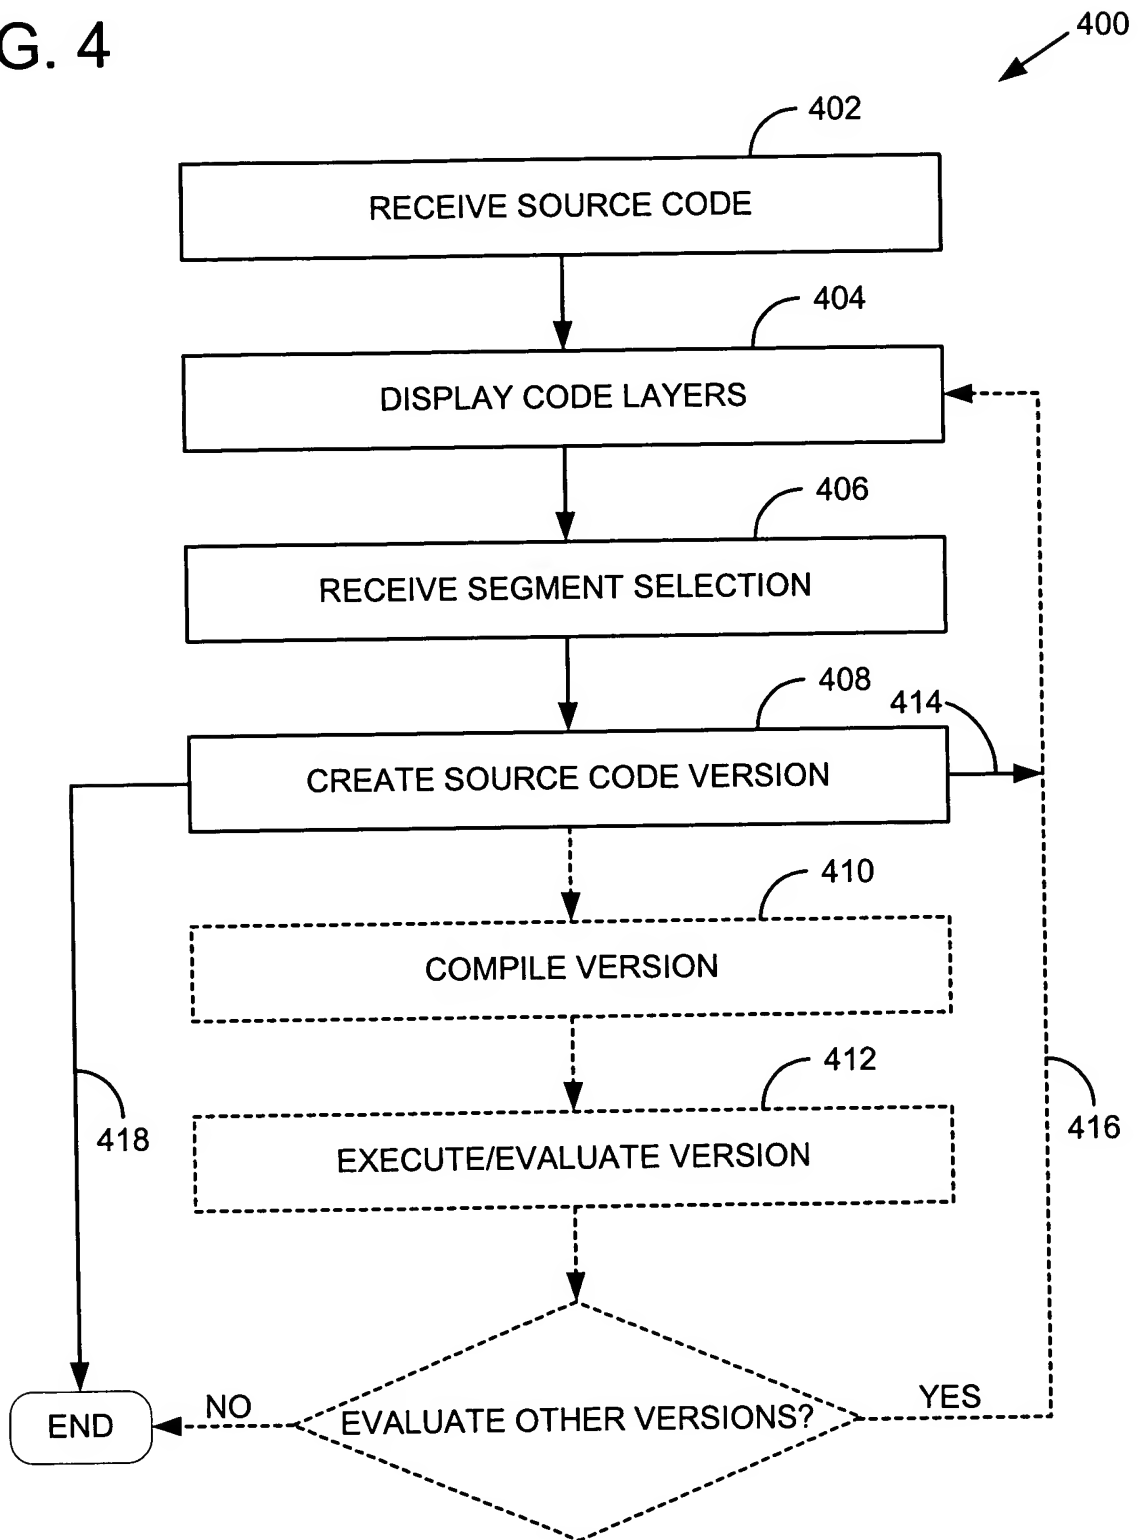 G. 4
400
402
RECEIVE SOURCE CODE
404
DISPLAY CODE LAYERS
406
RECEIVE SEGMENT SELECTION
408
414
CREATE SOURCE CODE VERSION
410
COMPILE VERSION
412
418
416
EXECUTE/EVALUATE VERSION
NO
YES
END
EVALUATE OTHER VERSIONS?